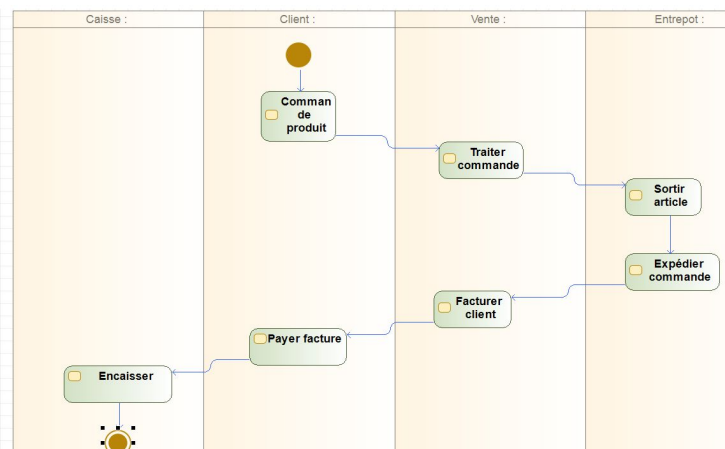 Caisse :
Client :
Vente :
Entrepot :
Comman
de
produit
Traiter
commande
Sortir
article
Expédier
commande
Facturer
client
Payer facture
Encaisser